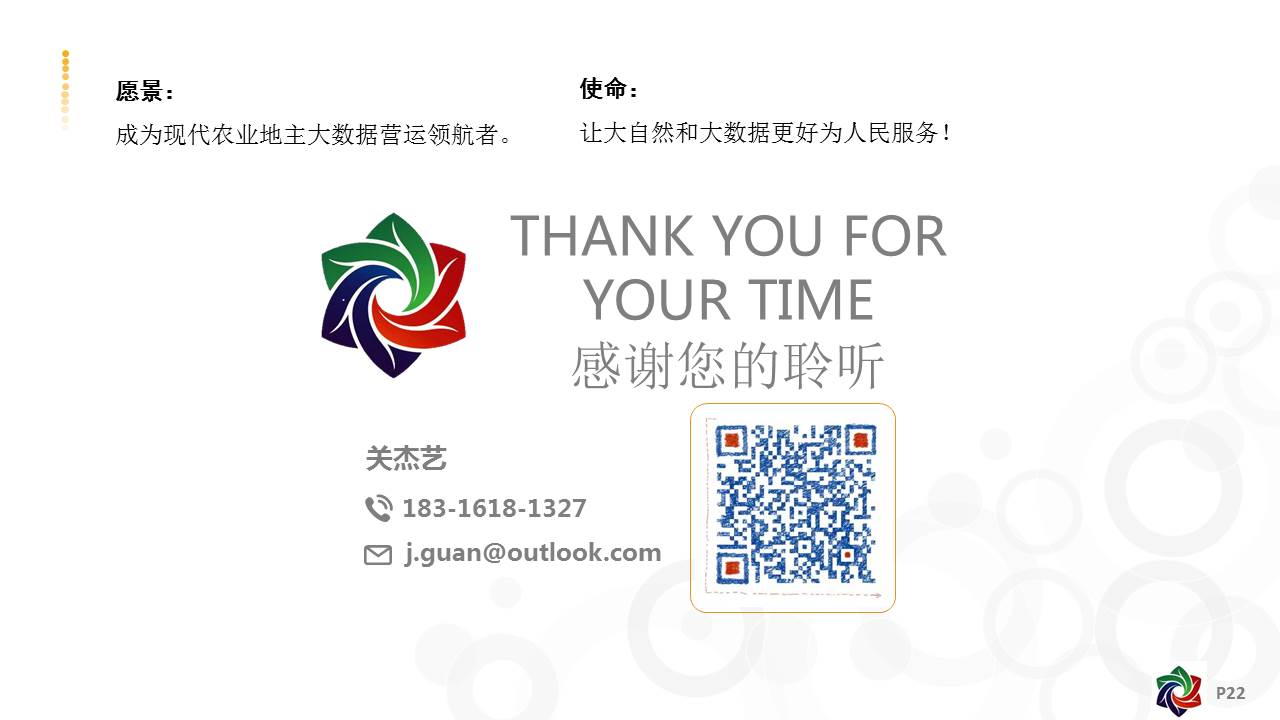 愿景：
成为现代农业地主大数据营运领航者。
使命：
让大自然和大数据更好为人民服务！
THANK YOU FOR
YOUR TIME
感谢您的聆听
关杰艺
183-1618-1327
j.guan@outlook.com
P22